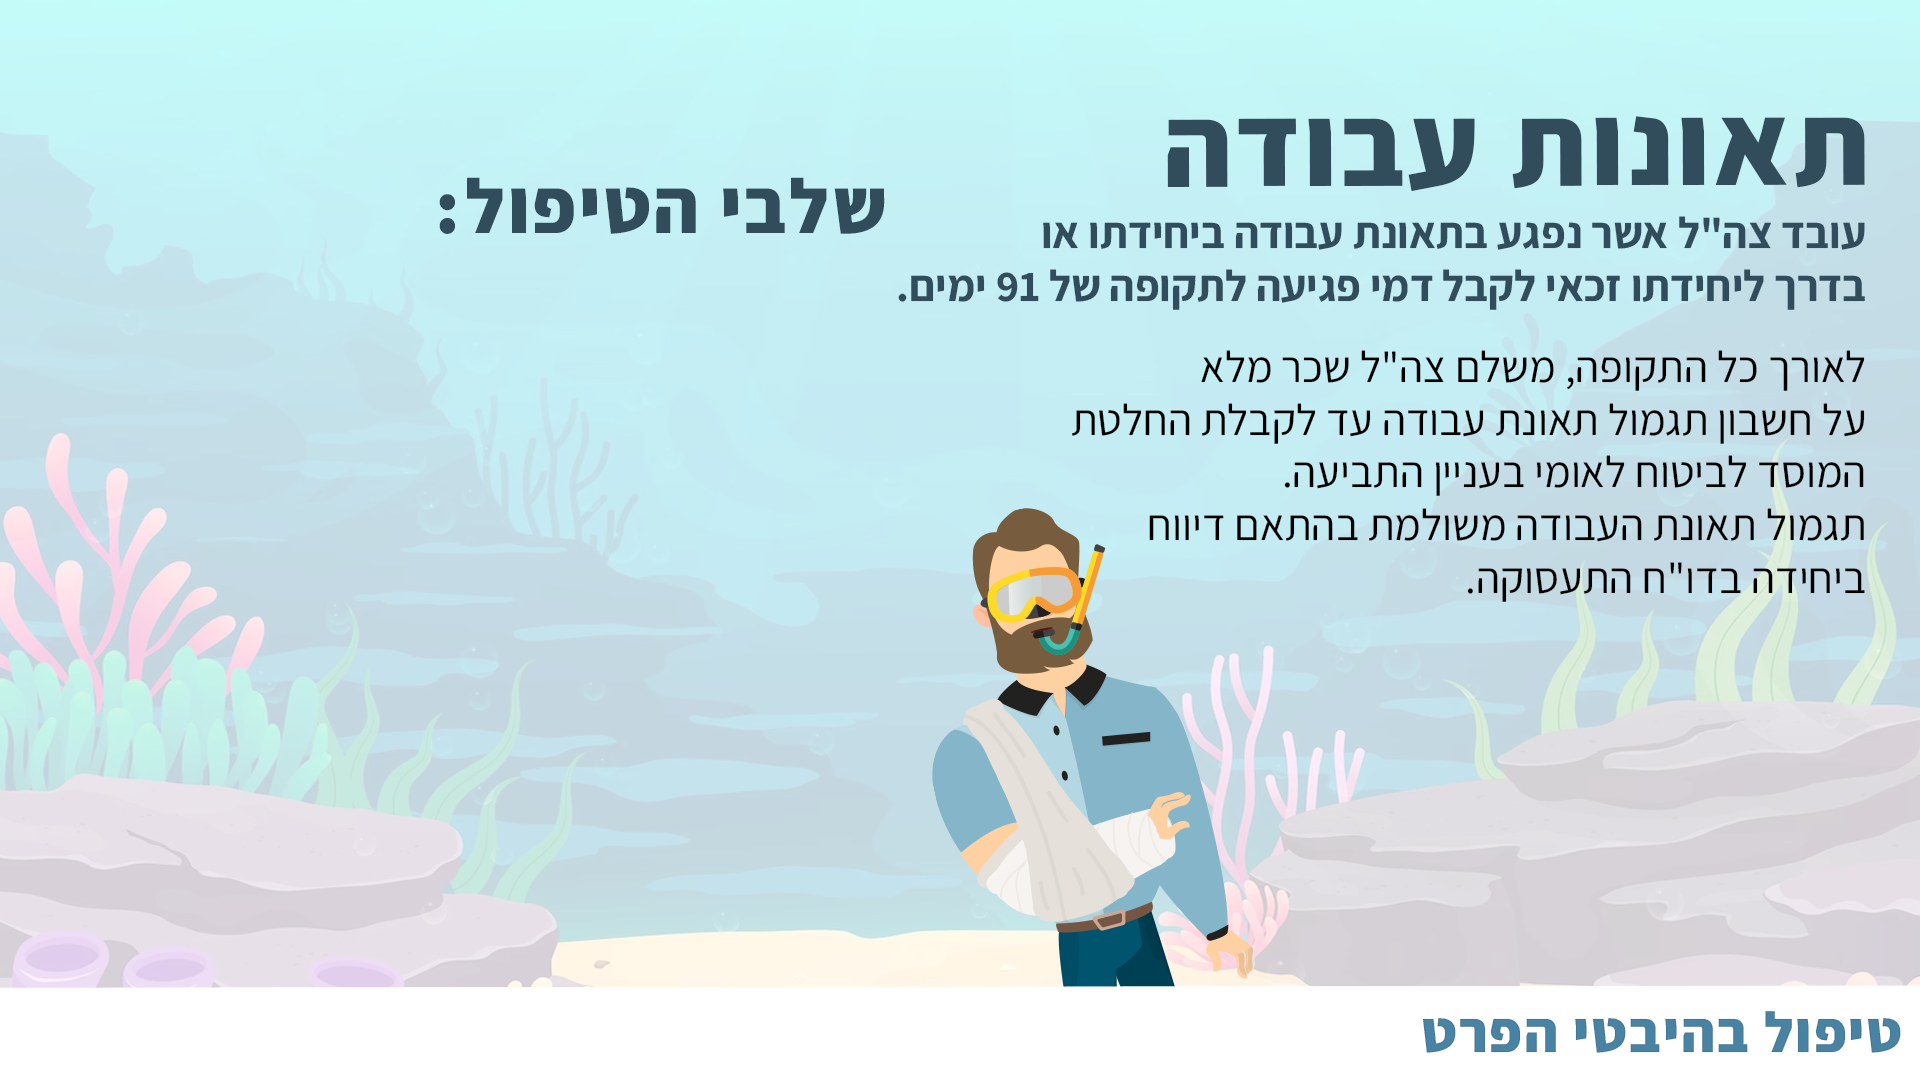 תאונות עבודה
עובד צה"ל אשר נפגע בתאונת עבודה ביחידתו או
בדרך ליחידתו זכאי לקבל דמי פגיעה לתקופה של 91 ימים.
לאורך כל התקופה, משלם צה"ל שכר מלא
על חשבון תגמול תאונת עבודה עד לקבלת החלטת
המוסד לביטוח לאומי בעניין התביעה.
תגמול תאונת העבודה משולמת בהתאם דיווח
ביחידה בדו"ח התעסוקה.
שלבי הטיפול:
טיפול בהיבטי הפרט